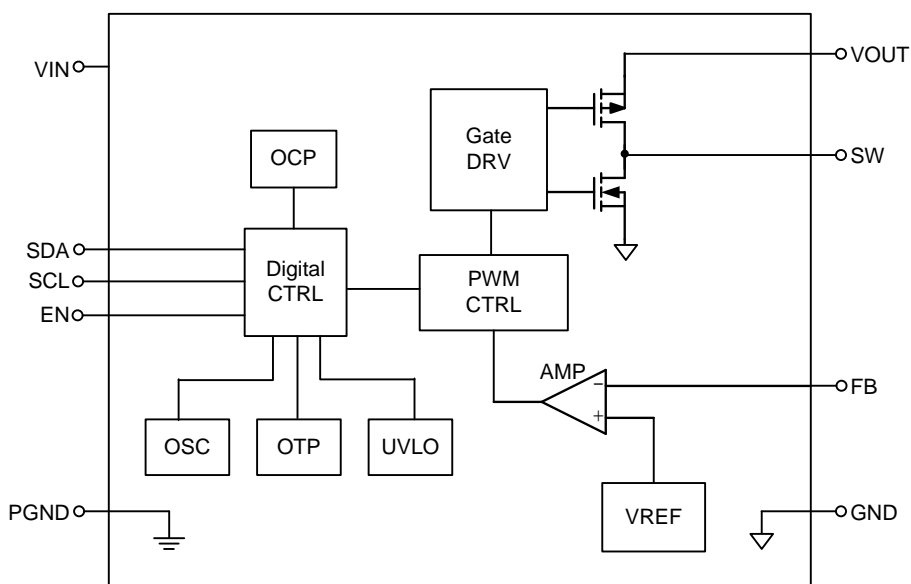 VIN
VOUT
Gate
DRV
OCP
SW
SDA
SCL
EN
Digital
CTRL
PWM
CTRL
AMP
−
+
FB
OSC
OTP
UVLO
VREF
PGND
GND